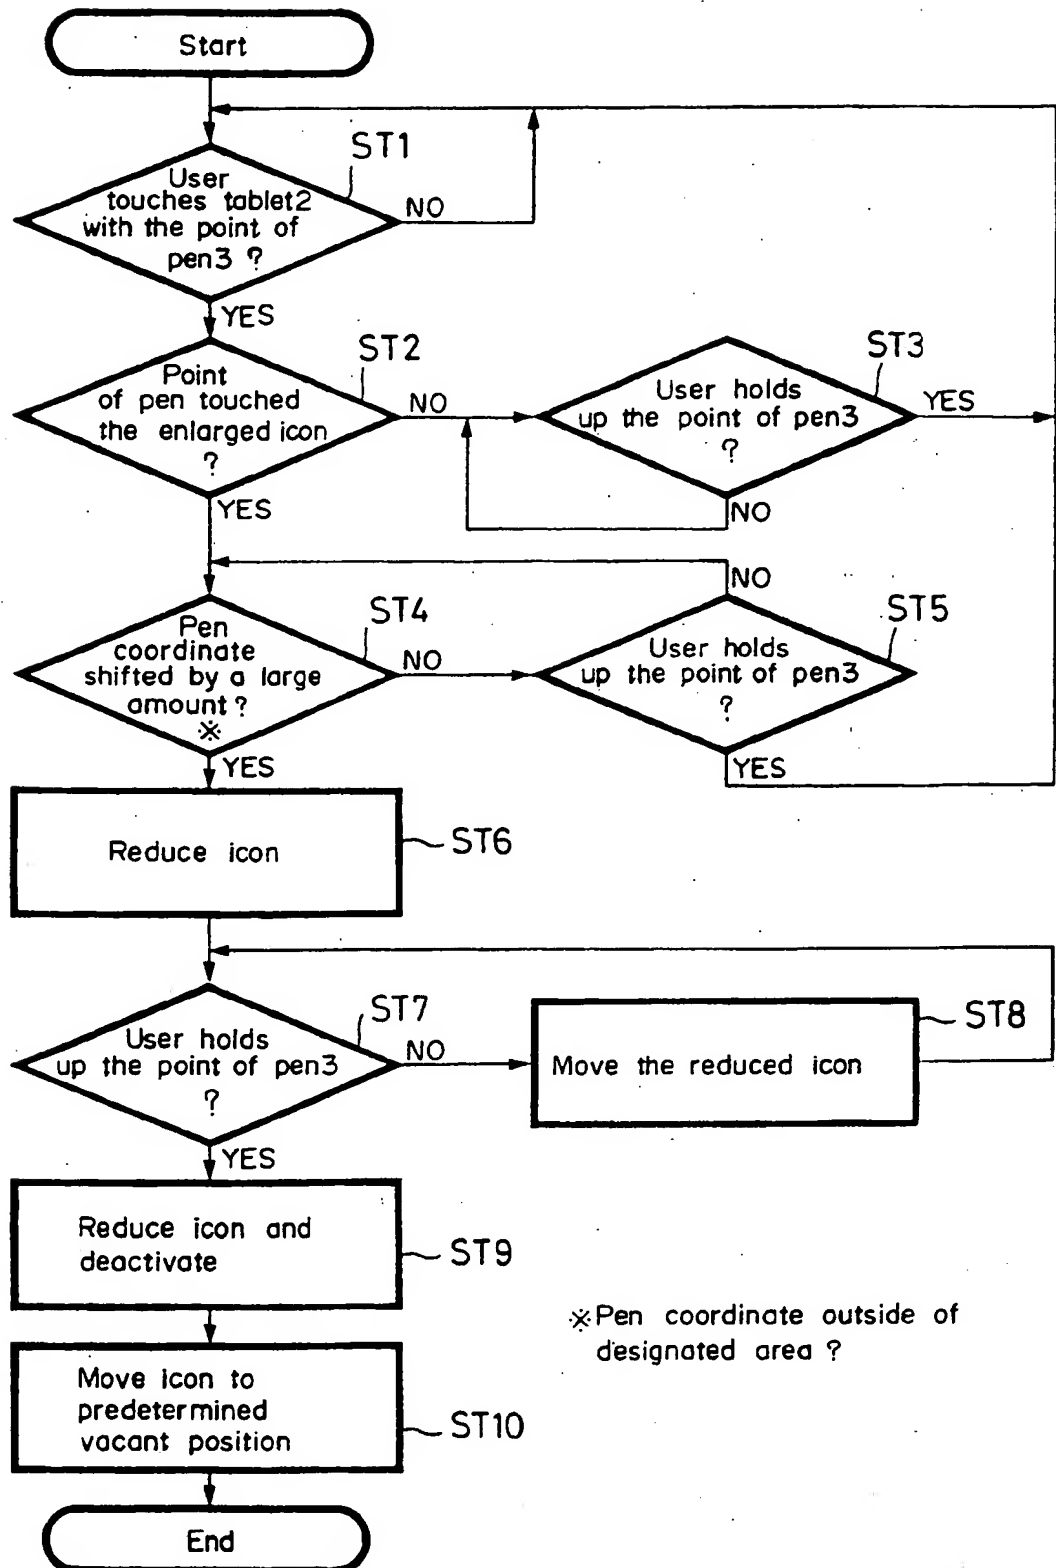 Start
ST1
User
touches tablet2
with the point of
pen3 ?
NO
YES
ST2
Point
of pen touched
the enlarged icon
?
NO
YES
ST3
User holds
up the point of pen3
?
YES
NO
ST4
Pen
coordinate
shifted by a large
amount ?
※
NO
YES
NO
ST5
User holds
up the point of pen3
?
YES
Reduce icon
ST6
ST7
User holds
up the point of pen3
?
NO
YES
Move the reduced icon
ST8
Reduce icon and
deactivate
ST9
※Pen coordinate outside of
designated area ?
Move icon to
predetermined
vacant position
ST10
End